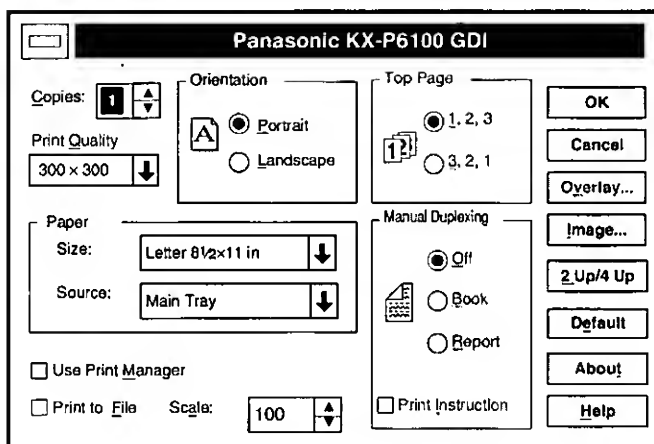 Panasonic KX-P6100 GDI
Copies: 1
Print Quality
300 × 300
Orientation
A
Portrait
Landscape
Top Page
1 2 3
1, 2, 3
3, 2, 1
Paper
Size: Letter 8½×11 in
Source: Main Tray
Manual Duplexing
Off
Book
Report
Print Instruction
Use Print Manager
Print to File Scale: 100
OK
Cancel
Overlay...
Image...
2 Up/4 Up
Default
About
Help